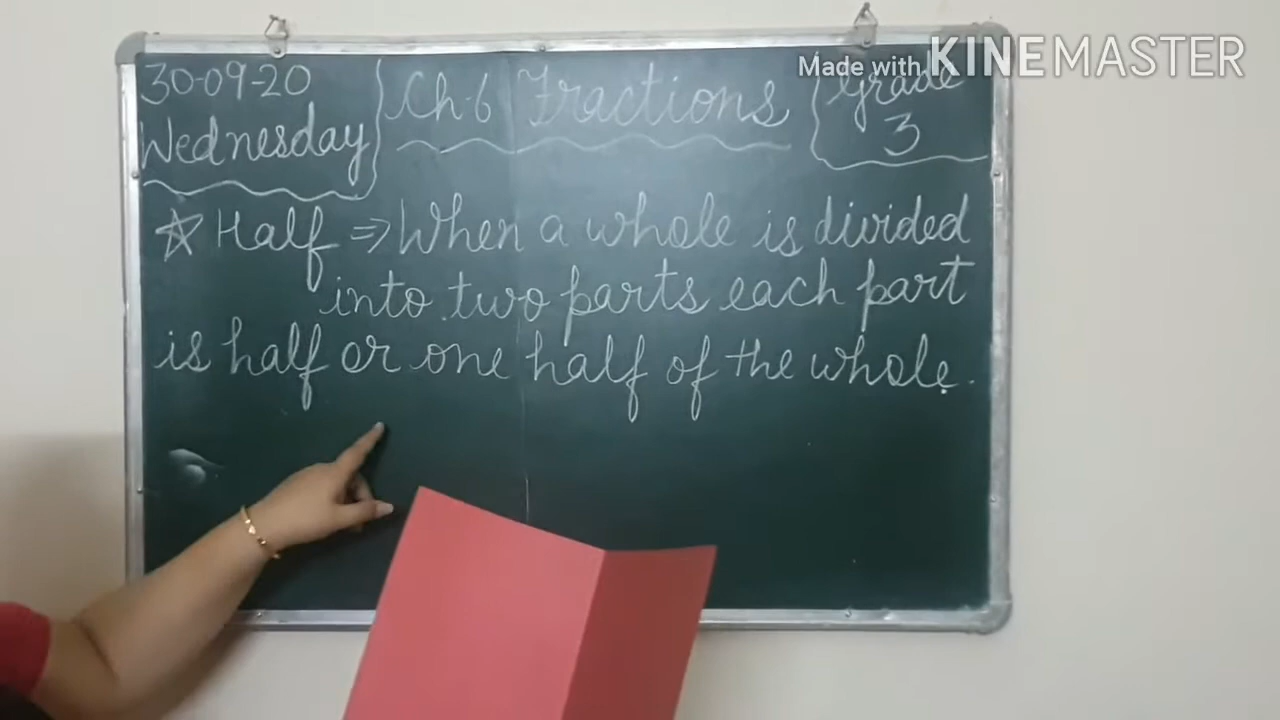 Made with KINEMASTER
30-09-20
Wednesday
Ch-6 Fractions
Grade
3
☆ Half ⇒ When a whole is divided
into two parts each part
is half or one half of the whole.